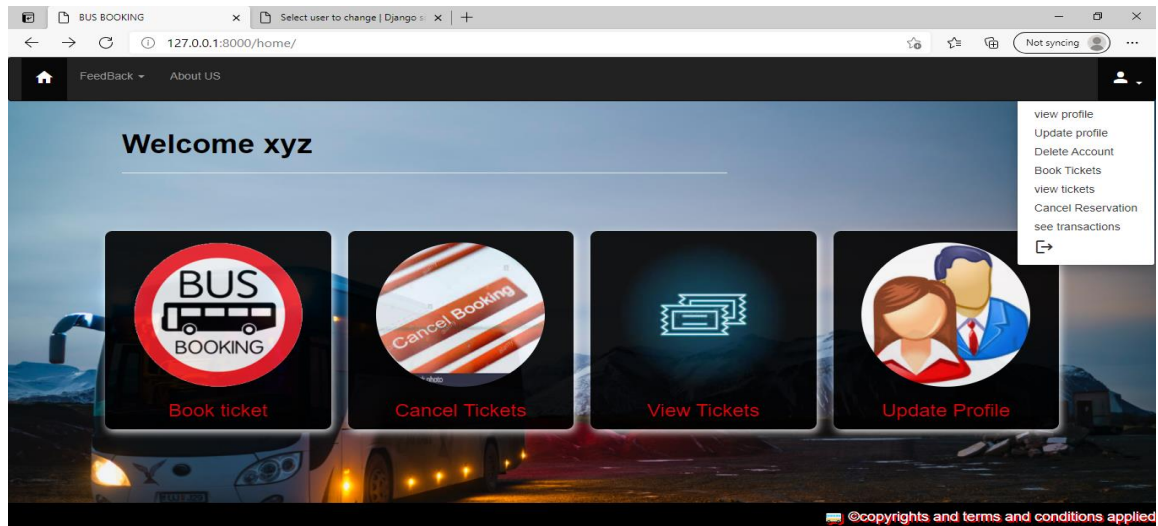 BUS BOOKING
Select user to change | Django s
127.0.0.1:8000/home/
Not syncing
FeedBack
About US
view profile
Update profile
Delete Account
Book Tickets
view tickets
Cancel Reservation
see transactions
Welcome xyz
BUS
BOOKING
Cancel Booking
Book ticket
Cancel Tickets
View Tickets
Update Profile
©copyrights and terms and conditions applied